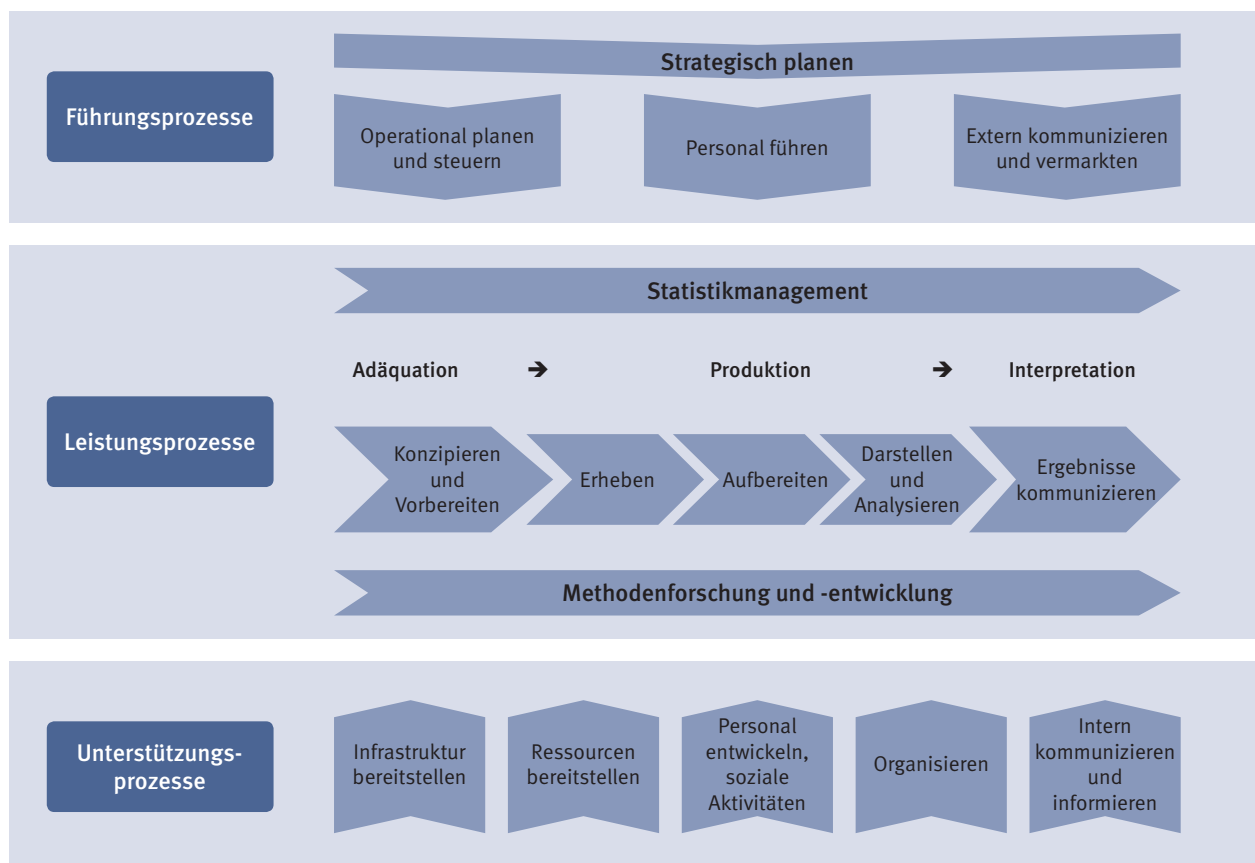 Führungsprozesse
Strategisch planen
Operational planen
und steuern
Personal führen
Extern kommunizieren
und vermarkten
Leistungsprozesse
Statistikmanagement
Adäquation ➔ Produktion ➔ Interpretation
Konzipieren
und
Vorbereiten
Erheben
Aufbereiten
Darstellen
und
Analysieren
Ergebnisse
kommunizieren
Methodenforschung und -entwicklung
Unterstützungs-
prozesse
Infrastruktur
bereitstellen
Ressourcen
bereitstellen
Personal
entwickeln,
soziale
Aktivitäten
Organisieren
Intern
kommunizieren
und
informieren